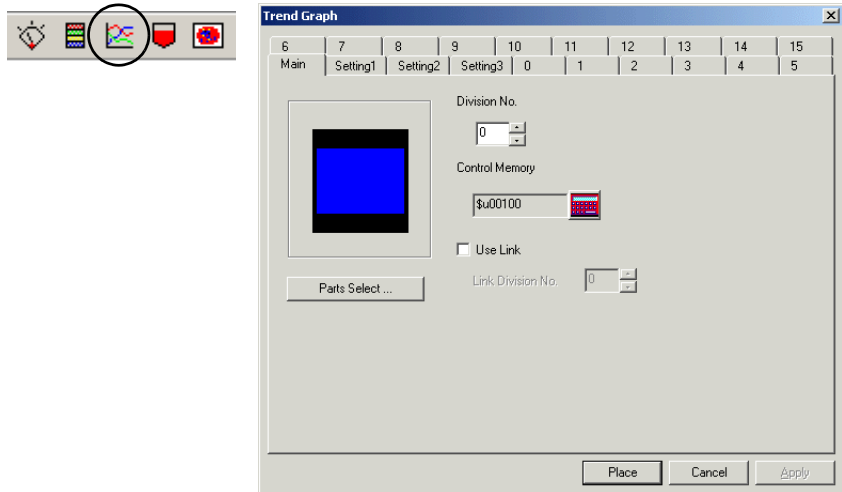 Trend Graph
6 7 8 9 10 11 12 13 14 15
Main Setting1 Setting2 Setting3 0 1 2 3 4 5
Division No.
0
Control Memory
$u00100
Use Link
Link Division No. 0
Parts Select ...
Place Cancel Apply